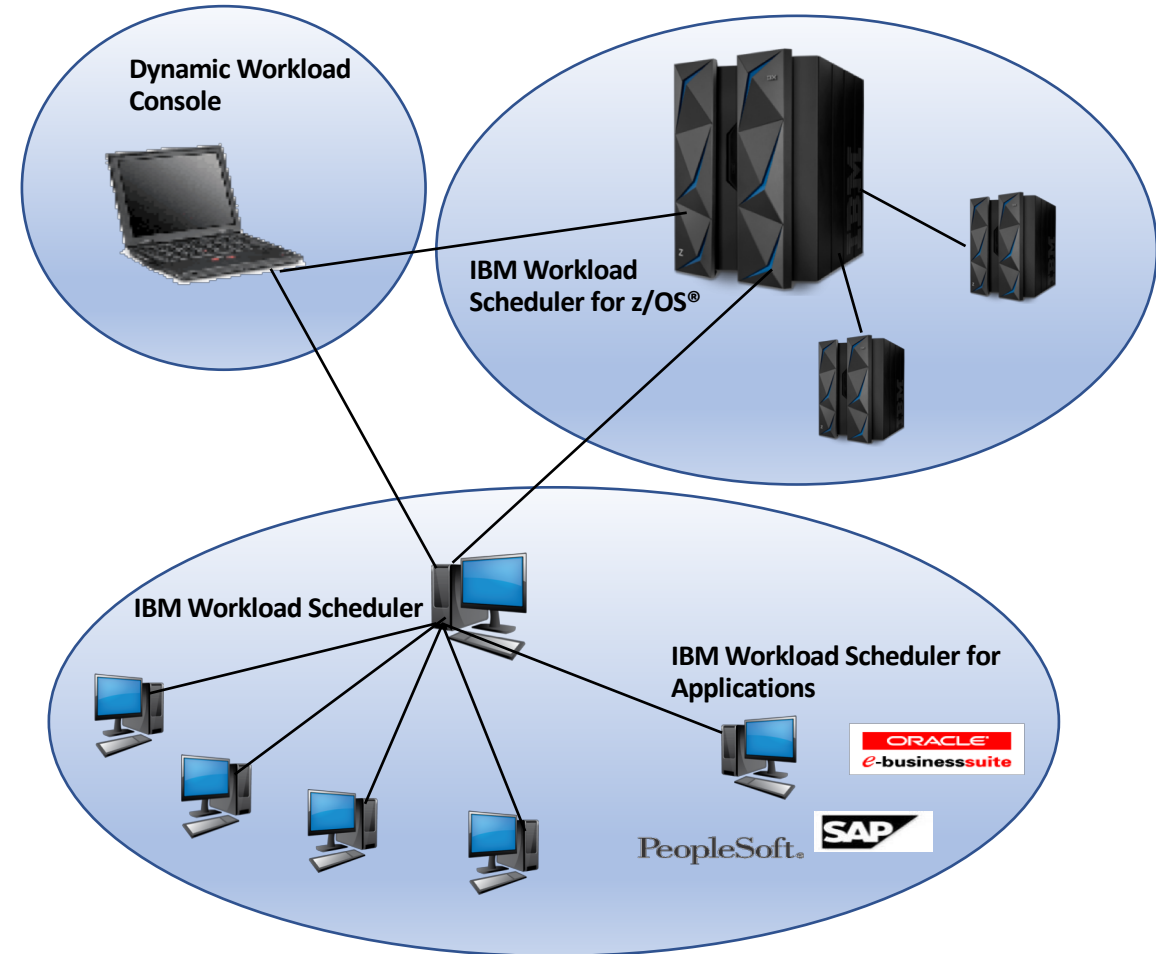 Dynamic Workload
Console
IBM Workload
Scheduler for z/OS®
IBM
Z
IBM Workload Scheduler
IBM Workload Scheduler for
Applications
ORACLE®
e-businesssuite
PeopleSoft®
SAP